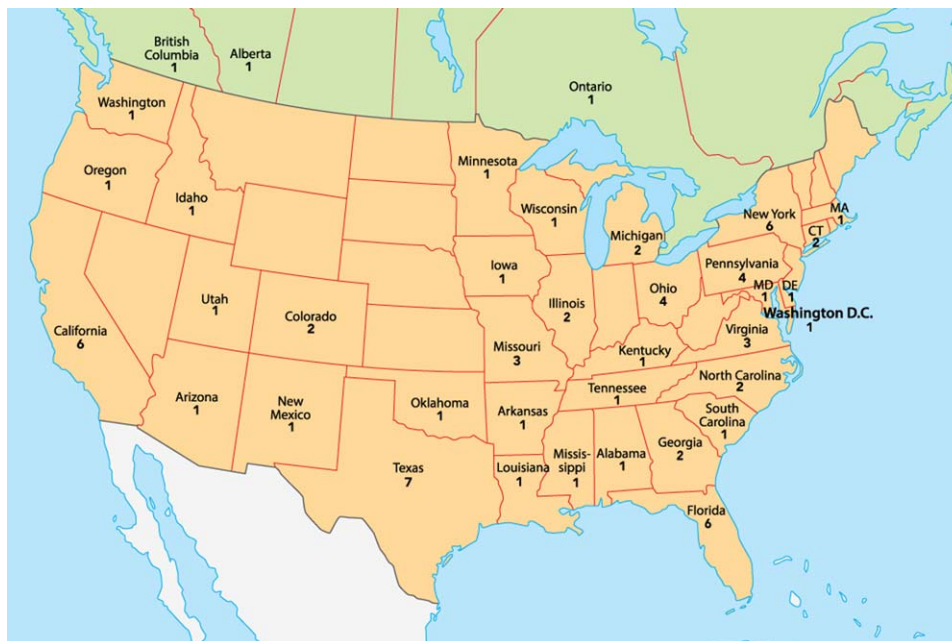 British
Columbia
1
Alberta
1
Ontario
1
Washington
1
Oregon
1
Idaho
1
Minnesota
1
Wisconsin
1
Michigan
2
New York
6
MA
1
CT
2
Iowa
1
Pennsylvania
4
MD
1
DE
1
Utah
1
Colorado
2
Illinois
2
Ohio
4
Washington D.C.
1
California
6
Missouri
3
Kentucky
1
Virginia
3
Arizona
1
New
Mexico
1
Oklahoma
1
Arkansas
1
Tennessee
1
North Carolina
2
South
Carolina
1
Texas
7
Louisiana
1
Missis-
sippi
1
Alabama
1
Georgia
2
Florida
6